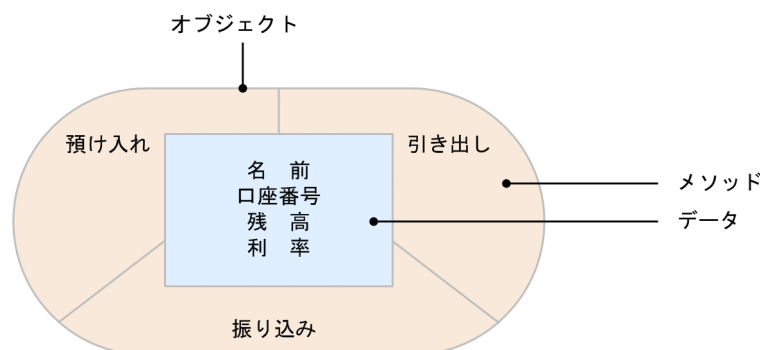 オブジェクト
預け入れ
引き出し
名　前
口座番号
残　高
利　率
メソッド
データ
振り込み